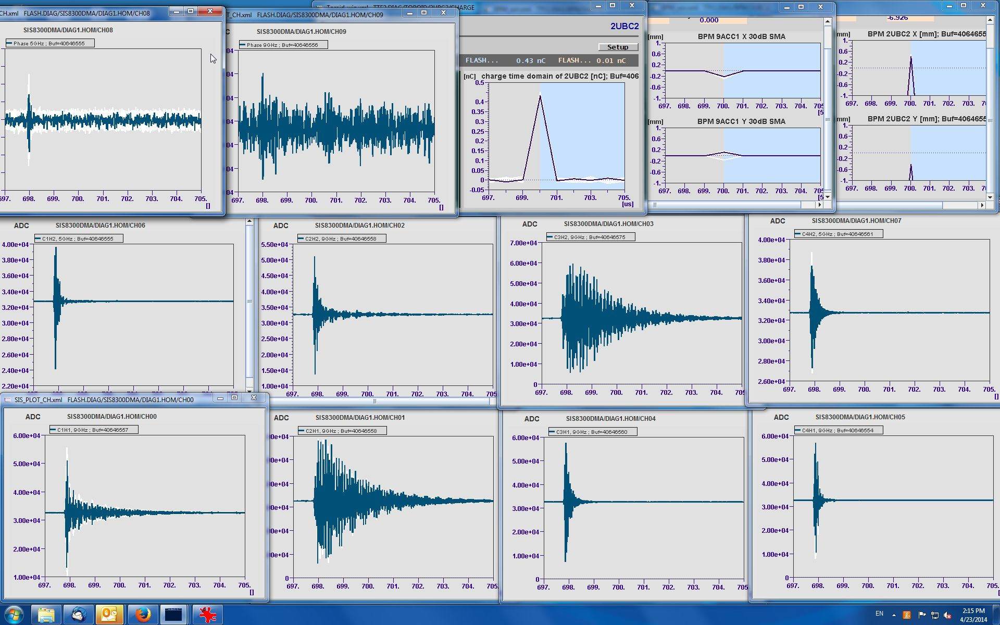 CH.xml FLASH.DIAG/SIS8300DMA/DIAG1.HOM/CH08
SIS8300DMA/DIAG1.HOM/CH08
Phase 5GHz ; Buf=40646555
697. 698. 699. 700. 701. 702. 703. 704. 705.
[]
T_CH.xml FLASH.DIAG/SIS8300DMA/DIAG1.HOM/CH09
SIS8300DMA/DIAG1.HOM/CH09
Phase 9GHz ; Buf=40646556
04
04
04
04
04
04
04
697. 698. 699. 700. 701. 702. 703. 704. 705.
[]
2UBC2
Setup
FLASH... 0.43 nC FLASH... 0.01 nC
[nC] charge time domain of 2UBC2 [nC]; Buf=406
0.5
0.45
0.4
0.35
0.3
0.25
0.2
0.15
0.1
0.05
0
-0.05
697. 699. 701. 703. 705.
[us]
0.000
[mm] BPM 9ACC1 X 30dB SMA
1.
0.6
0.2
-0.2
-0.6
-1.
697. 698. 699. 700. 701. 702. 703. 704. 705
[5
[mm] BPM 9ACC1 Y 30dB SMA
1.
0.6
0.2
-0.2
-0.6
-1.
697. 698. 699. 700. 701. 702. 703. 704. 705
[5
-6.926
[mm] BPM 2UBC2 X [mm]; Buf=4064655
1.
0.6
0.2
-0.2
-0.6
-1.
697. 698. 699. 700. 701. 702. 703.
[mm] BPM 2UBC2 Y [mm]; Buf=4064655
1.
0.6
0.2
-0.2
-0.6
-1.
697. 698. 699. 700. 701. 702. 703.
ADC SIS8300DMA/DIAG1.HOM/CH06
C1H2, 5GHz ; Buf=40646555
4.00e+04
3.80e+04
3.60e+04
3.40e+04
3.20e+04
3.00e+04
2.80e+04
2.60e+04
2.40e+04
2.20e+04
ADC SIS8300DMA/DIAG1.HOM/CH02
C2H2, 9GHz ; Buf=40646558
5.50e+04
5.00e+04
4.50e+04
4.00e+04
3.50e+04
3.00e+04
2.50e+04
2.00e+04
1.50e+04
1.00e+04
697. 698. 699. 700. 701. 702. 703. 704. 705.
ADC SIS8300DMA/DIAG1.HOM/CH03
C3H2, 9GHz ; Buf=40646575
7.00e+04
6.00e+04
5.00e+04
4.00e+04
3.00e+04
2.00e+04
1.00e+04
0
697. 698. 699. 700. 701. 702. 703. 704. 705
ADC SIS8300DMA/DIAG1.HOM/CH07
C4H2, 5GHz ; Buf=40646561
4.00e+04
3.80e+04
3.60e+04
3.40e+04
3.20e+04
3.00e+04
2.80e+04
2.60e+04
697. 698. 699. 700. 701. 702. 703. 704. 705.
[]
SIS_PLOT_CH.xml FLASH.DIAG/SIS8300DMA/DIAG1.HOM/CH00
ADC SIS8300DMA/DIAG1.HOM/CH00
C1H1, 9GHz ; Buf=40646557
6.00e+04
5.00e+04
4.00e+04
3.00e+04
2.00e+04
1.00e+04
697. 698. 699. 700. 701. 702. 703. 704. 705.
[]
ADC SIS8300DMA/DIAG1.HOM/CH01
C2H1, 9GHz ; Buf=40646558
00e+04
00e+04
00e+04
00e+04
00e+04
00e+04
0
697. 698. 699. 700. 701. 702. 703. 704. 705.
ADC SIS8300DMA/DIAG1.HOM/CH04
C3H1, 9GHz ; Buf=40646560
6.00e+04
5.00e+04
4.00e+04
3.00e+04
2.00e+04
1.00e+04
0
697. 698. 699. 700. 701. 702. 703. 704. 705
ADC SIS8300DMA/DIAG1.HOM/CH05
C4H1, 9GHz ; Buf=40646554
6.00e+04
5.00e+04
4.00e+04
3.00e+04
2.00e+04
1.00e+04
0
697. 698. 699. 700. 701. 702. 703. 704. 705.
EN
2:15 PM
4/23/2014